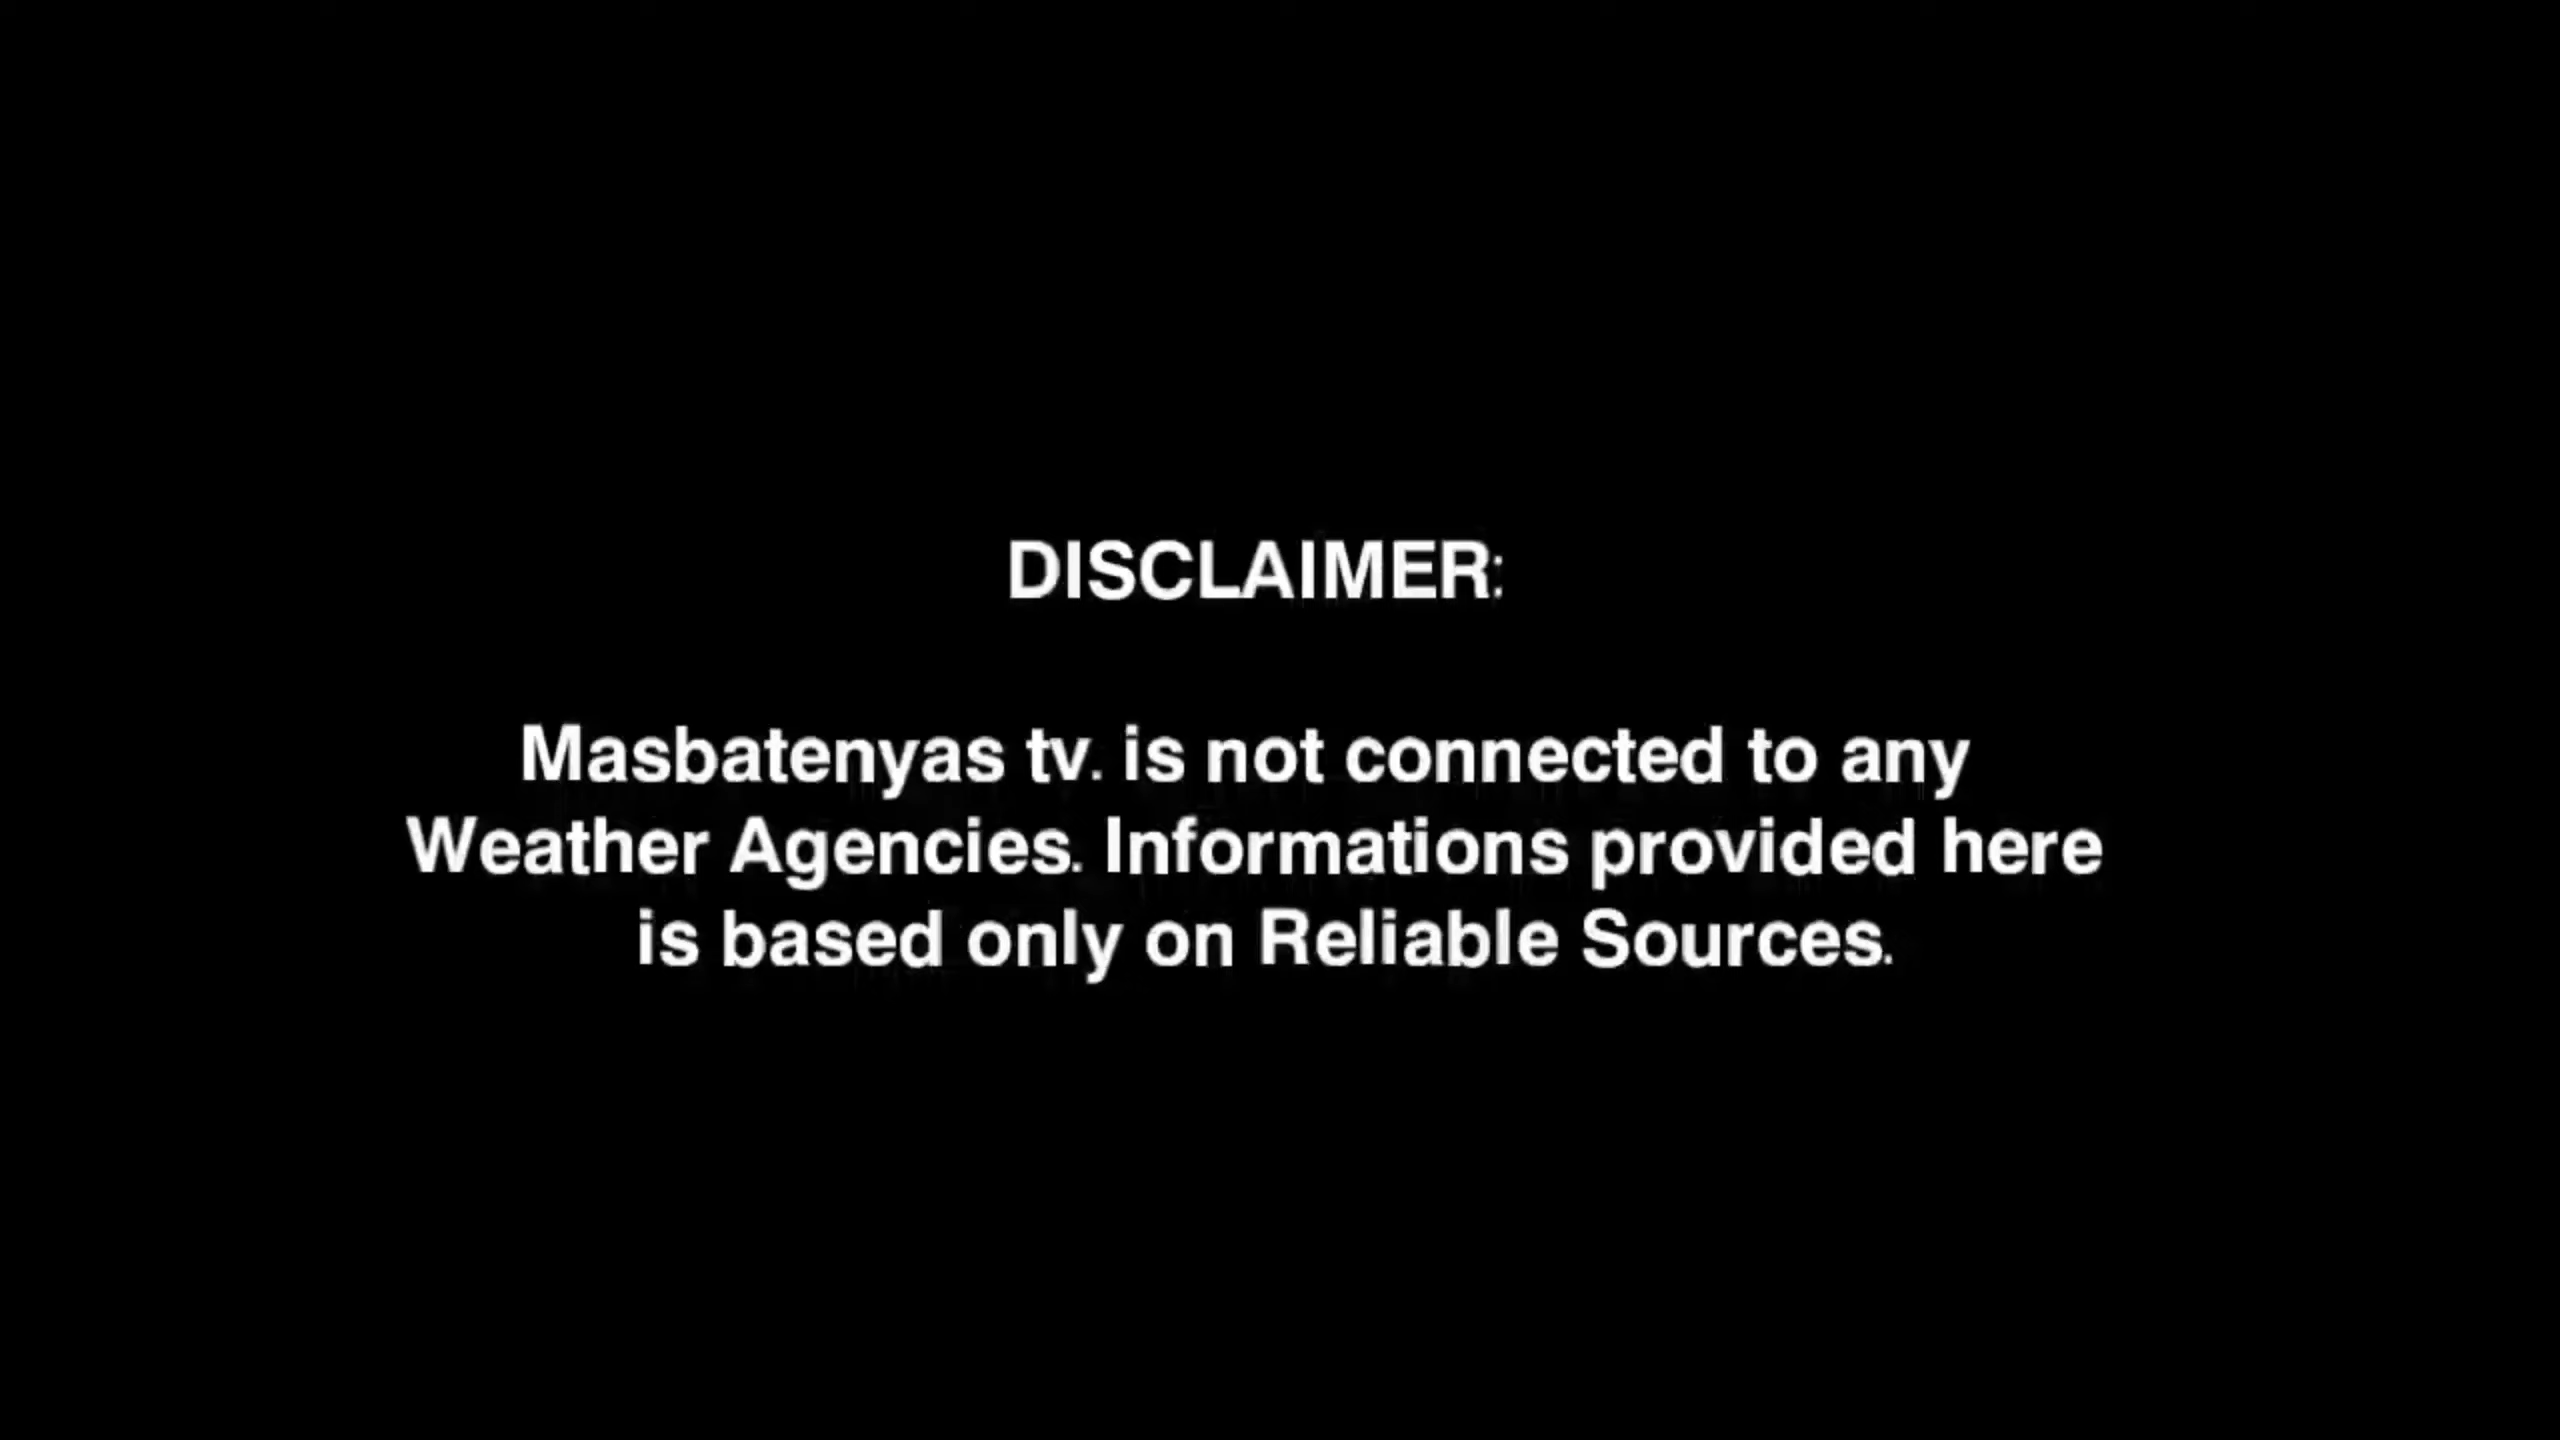 DISCLAIMER:
Masbatenyas tv. is not connected to any
Weather Agencies. Informations provided here
is based only on Reliable Sources.